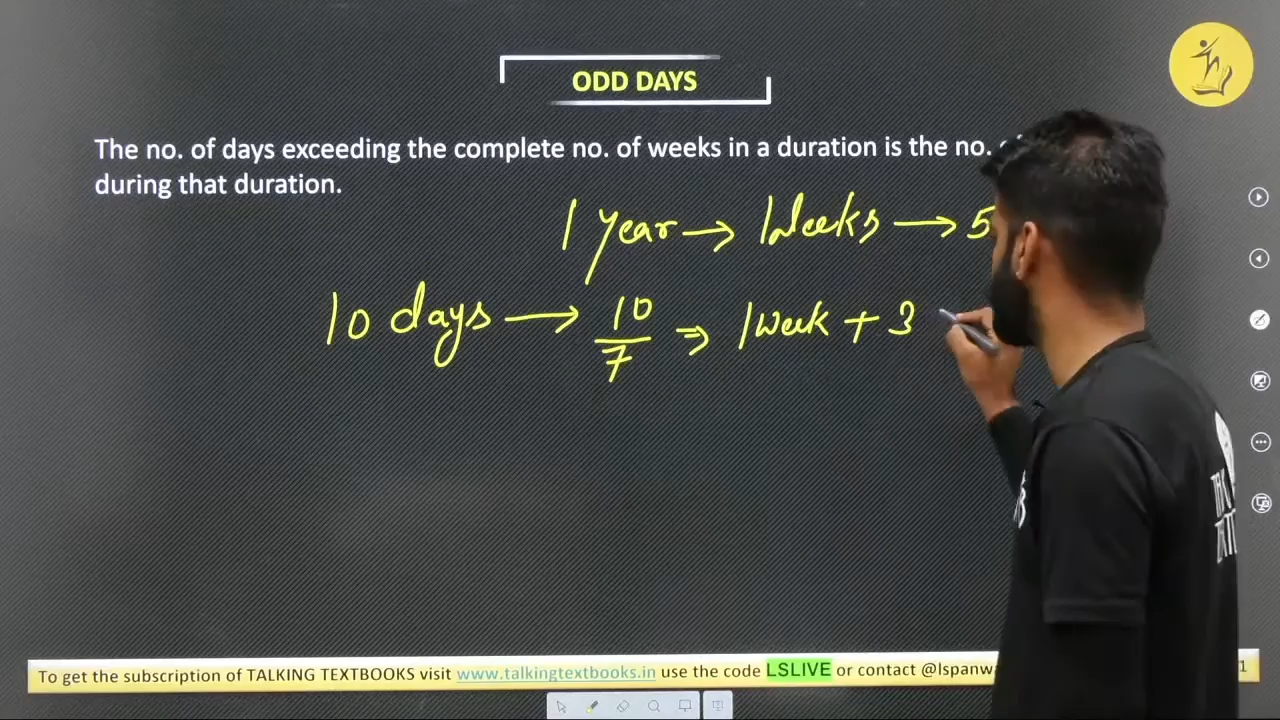 ODD DAYS
The no. of days exceeding the complete no. of weeks in a duration is the no.
during that duration.
1 year → Weeks → 5
10 days → 10/7 ⇒ 1 week + 3
To get the subscription of TALKING TEXTBOOKS visit www.talkingtextbooks.in use the code LSLIVE or contact @lspanw
1